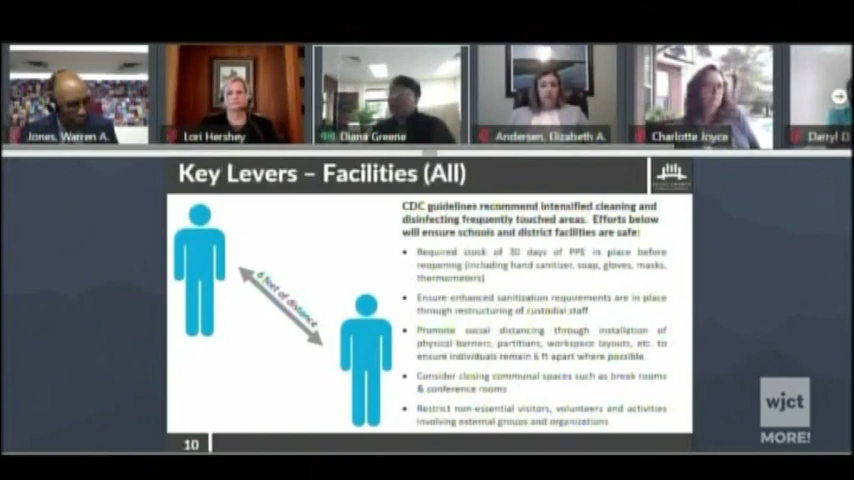 Jones, Warren A.
Lori Hershey
Diana Greene
Andersen, Elizabeth A.
Charlotte Joyce
Darryl D
Key Levers – Facilities (All)
CDC guidelines recommend intensified cleaning and
disinfecting frequently touched areas. Efforts below
will ensure schools and district facilities are safe:
• Required stock of 30 days of PPE in place before
reopening (including hand sanitizer, soap, gloves, masks,
thermometers)
• Ensure enhanced sanitization requirements are in place
through restructuring of custodial staff
• Promote social distancing through installation of
physical barriers, partitions, workspace layouts, etc. to
ensure individuals remain 6 ft apart where possible.
• Consider closing communal spaces such as break rooms
& conference rooms
• Restrict non-essential visitors, volunteers and activities
involving external groups and organizations
6 feet of distance
10
wjct
MORE!